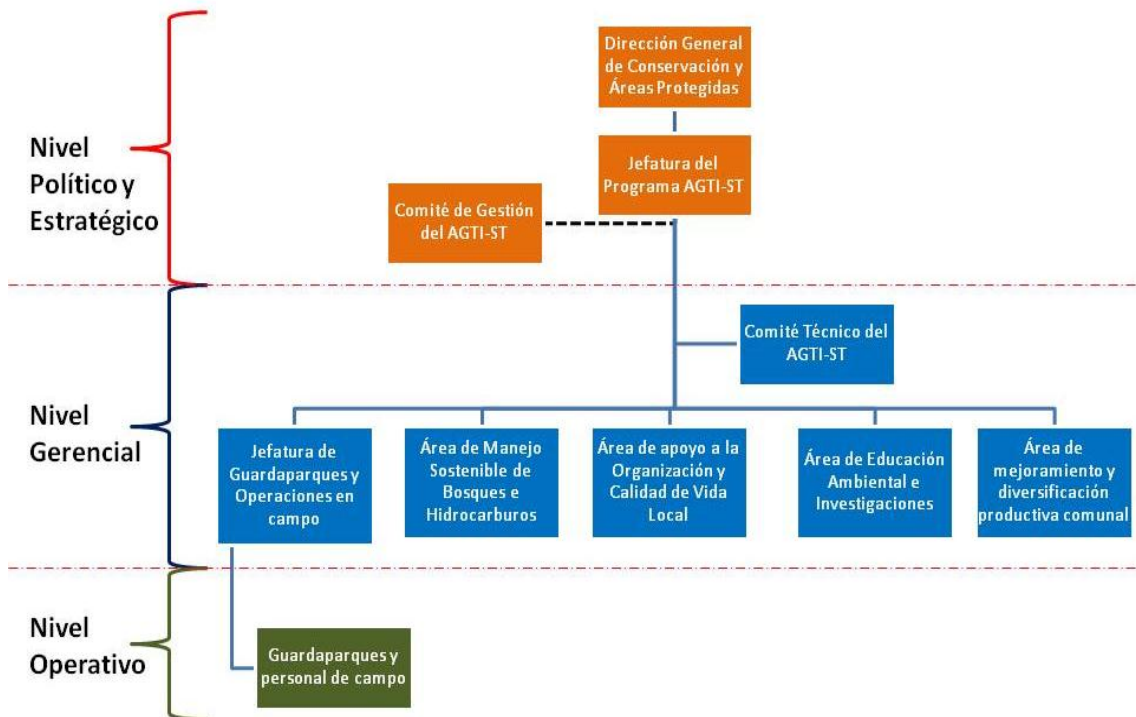 Nivel
Político y
Estratégico
Dirección General
de Conservación y
Áreas Protegidas
Jefatura del
Programa AGTI-ST
Comité de Gestión
del AGTI-ST
Nivel
Gerencial
Comité Técnico del
AGTI-ST
Jefatura de
Guardaparques y
Operaciones en
campo
Área de Manejo
Sostenible de
Bosques e
Hidrocarburos
Área de apoyo a la
Organización y
Calidad de Vida
Local
Área de Educación
Ambiental e
Investigaciones
Área de
mejoramiento y
diversificación
productiva comunal
Nivel
Operativo
Guardaparques y
personal de campo